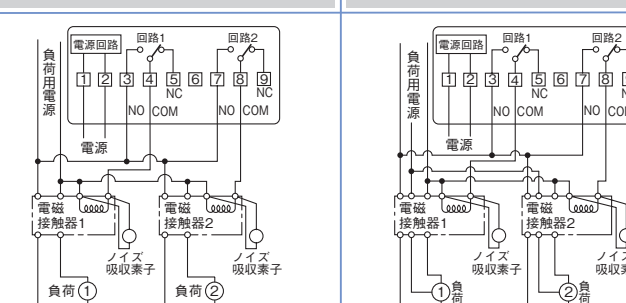 電源回路 回路1 回路2
1 2 3 4 5 6 7 8 9
NC NC
NO COM NO COM
負荷用電源
電源
電磁接触器1
電磁接触器2
ノイズ吸収素子
ノイズ吸収素子
負荷1
負荷2
電源回路 回路1 回路2
1 2 3 4 5 6 7 8
NC
NO COM NO
負荷用電源
電源
電磁接触器1
電磁接触器2
ノイズ吸収素子
1負荷
2負荷